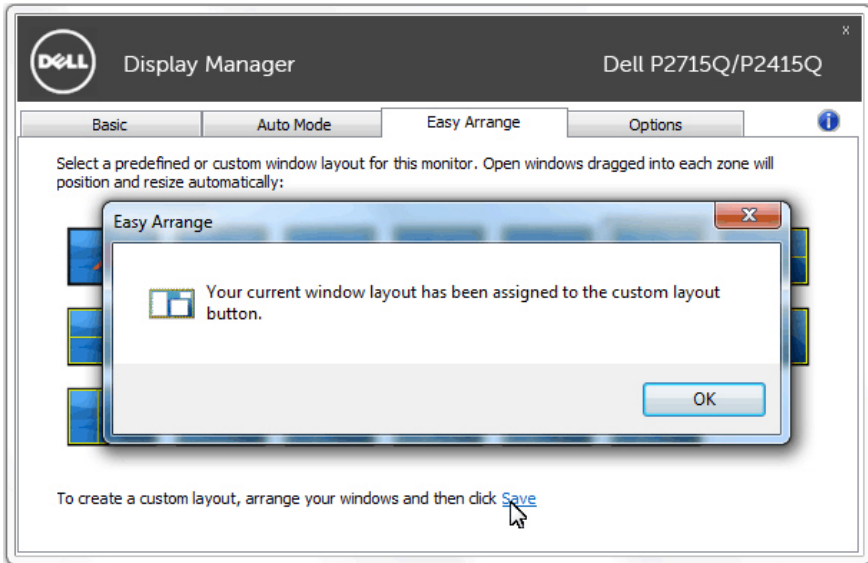 DELL
Display Manager
Dell P2715Q/P2415Q
x
Basic
Auto Mode
Easy Arrange
Options
i
Select a predefined or custom window layout for this monitor. Open windows dragged into each zone will
position and resize automatically:
Easy Arrange
Your current window layout has been assigned to the custom layout
button.
OK
To create a custom layout, arrange your windows and then click Save